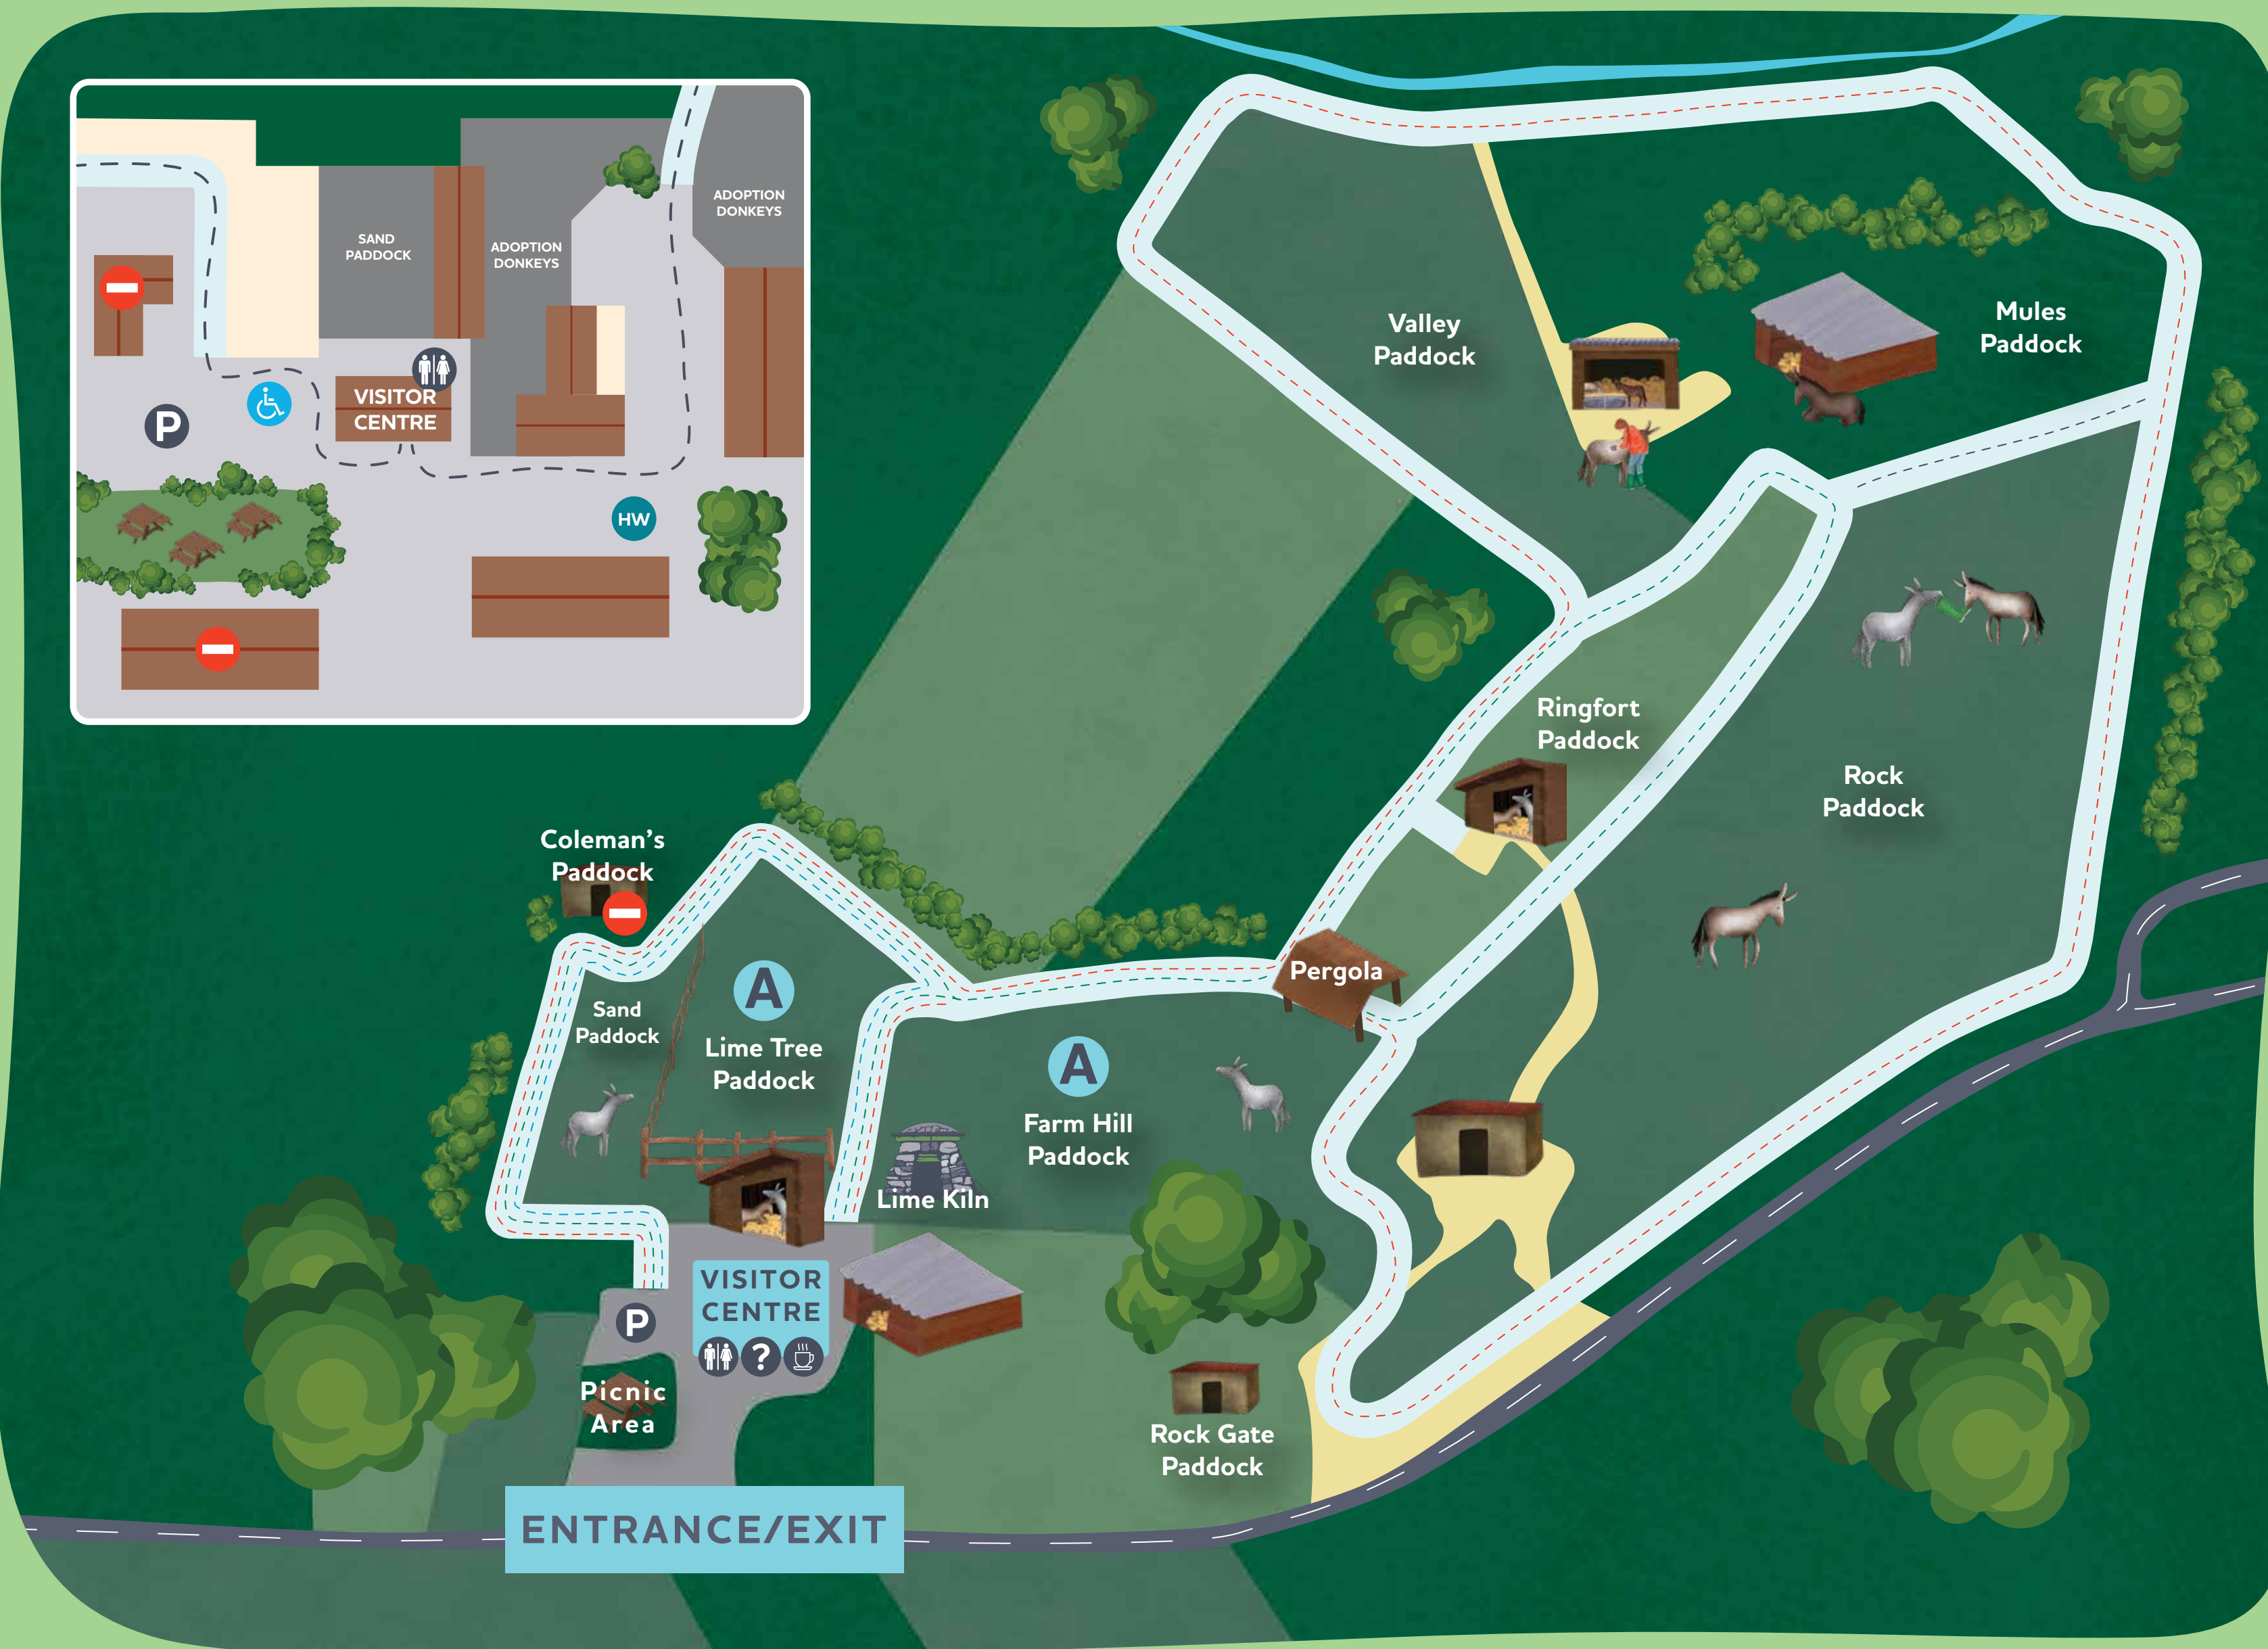 ADOPTION
DONKEYS
SAND
PADDOCK
ADOPTION
DONKEYS
VISITOR
CENTRE
P
HW
Valley
Paddock
Mules
Paddock
Ringfort
Paddock
Rock
Paddock
Coleman's
Paddock
Pergola
Sand
Paddock
A
Lime Tree
Paddock
A
Farm Hill
Paddock
Lime Kiln
VISITOR
CENTRE
?
P
Picnic
Area
Rock Gate
Paddock
ENTRANCE/EXIT